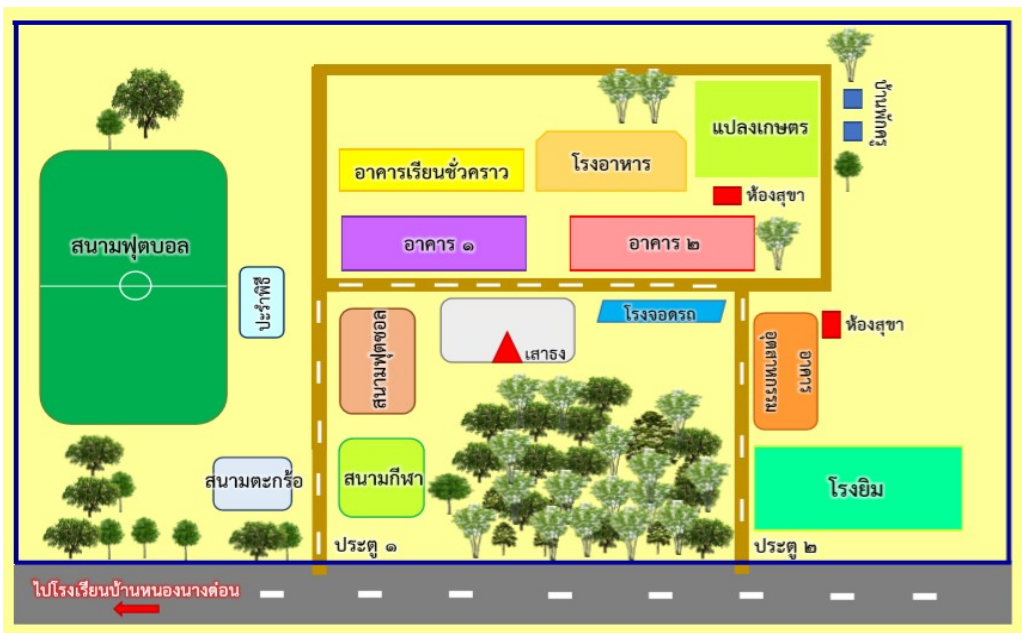 บ้านพักครู
แปลงเกษตร
อาคารเรียนชั่วคราว
โรงอาหาร
ห้องสุขา
สนามฟุตบอล
อาคาร ๑
อาคาร ๒
ปะรำพิธี
สนามฟุตซอล
เสาธง
โรงจอดรถ
อาคาร
อุตสาหกรรม
ห้องสุขา
สนามตะกร้อ
สนามกีฬา
โรงยิม
ประตู ๑
ประตู ๒
ไปโรงเรียนบ้านหนองนางด่อน